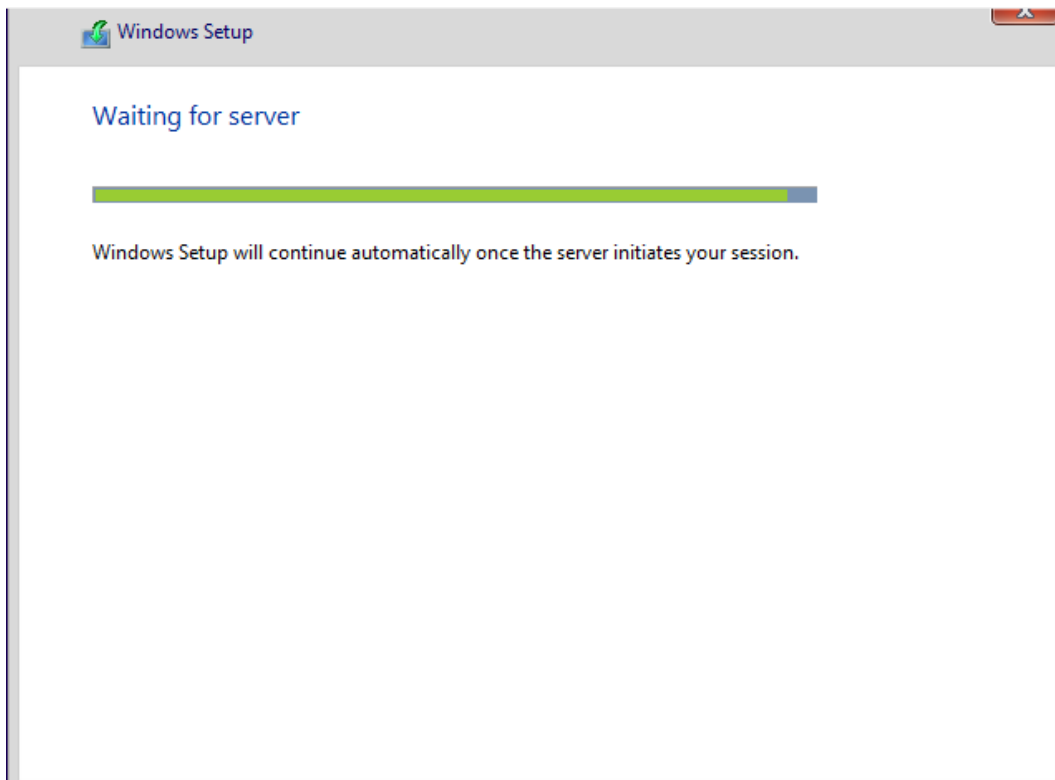 Windows Setup
Waiting for server
Windows Setup will continue automatically once the server initiates your session.